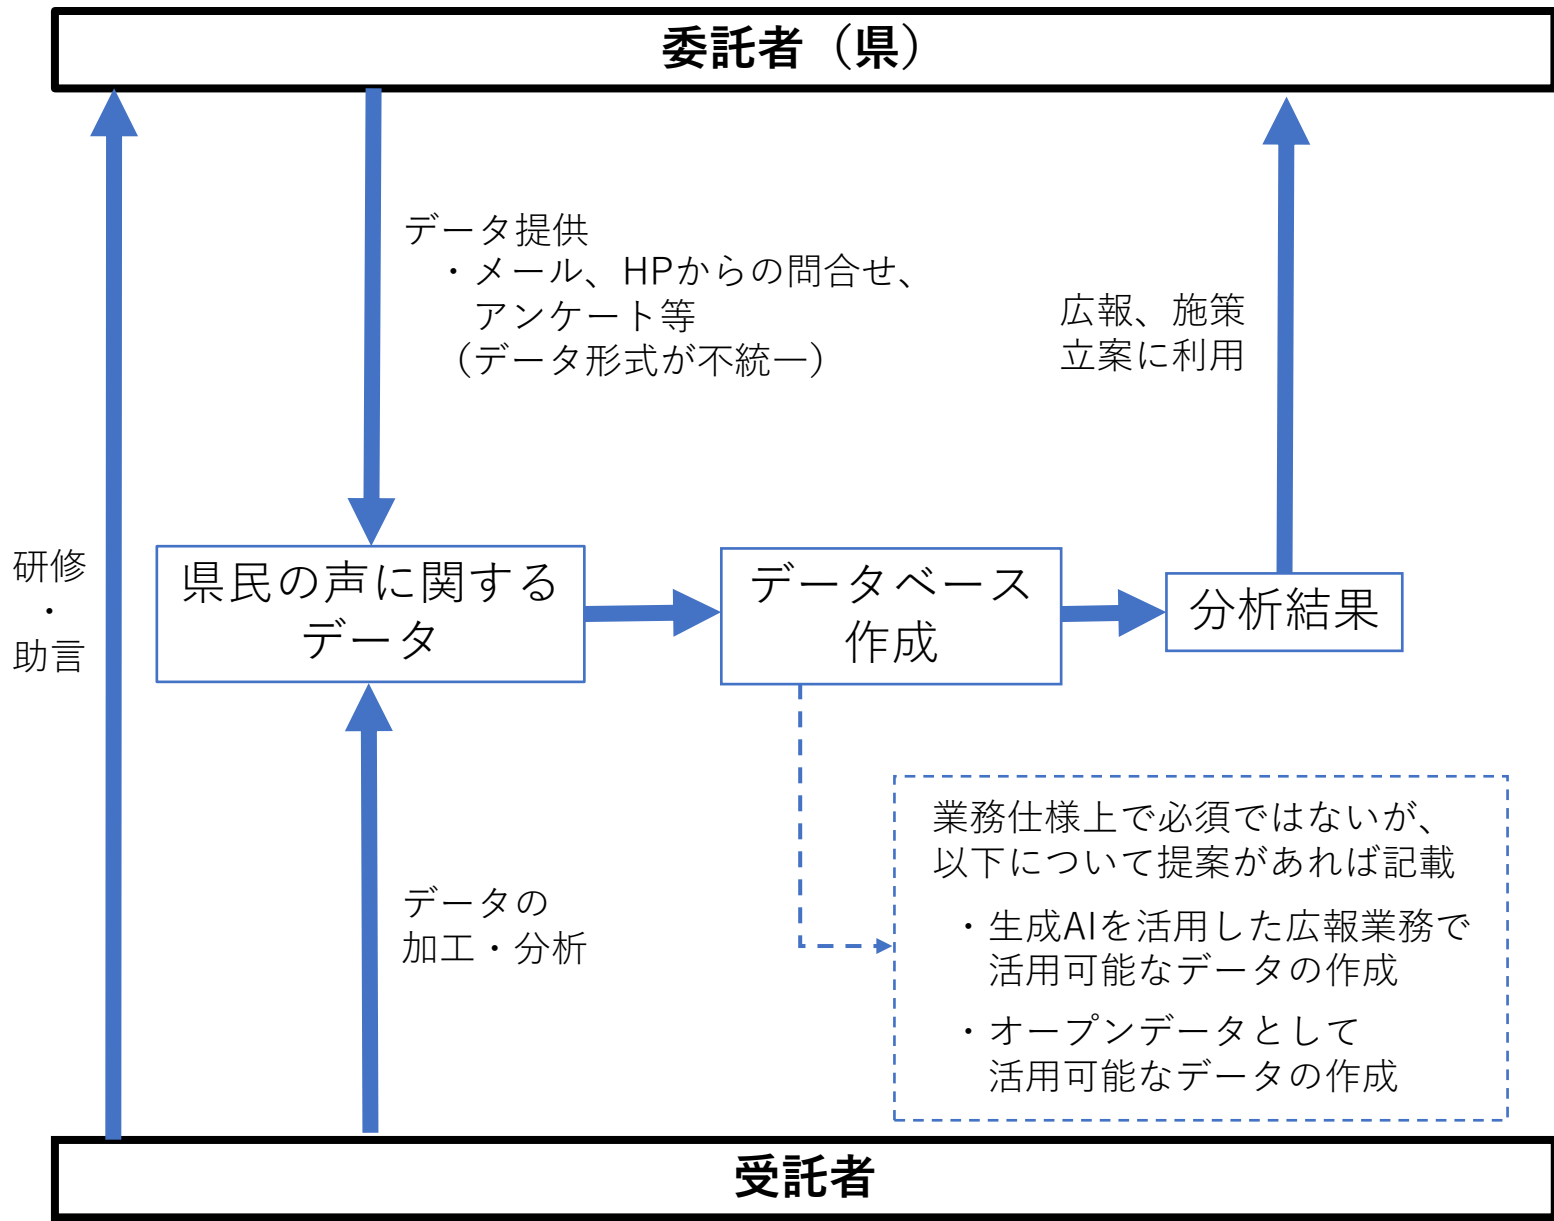 委託者（県）
データ提供
・メール、HPからの問合せ、
アンケート等
（データ形式が不統一）
広報、施策
立案に利用
研修
・
助言
県民の声に関する
データ
データベース
作成
分析結果
データの
加工・分析
業務仕様上で必須ではないが、
以下について提案があれば記載
・生成AIを活用した広報業務で
活用可能なデータの作成
・オープンデータとして
活用可能なデータの作成
受託者